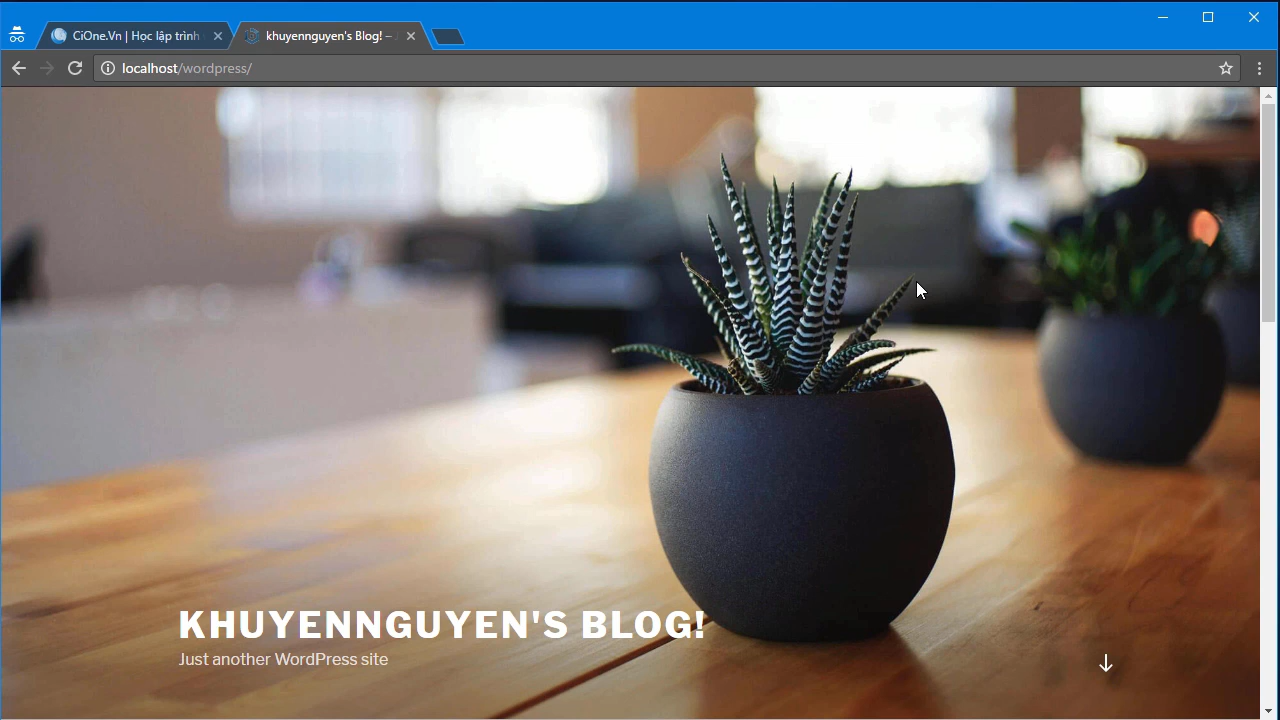 CiOne.Vn | Học lập trình
khuyennguyen's Blog! –
localhost/wordpress/
KHUYENNGUYEN'S BLOG!
Just another WordPress site